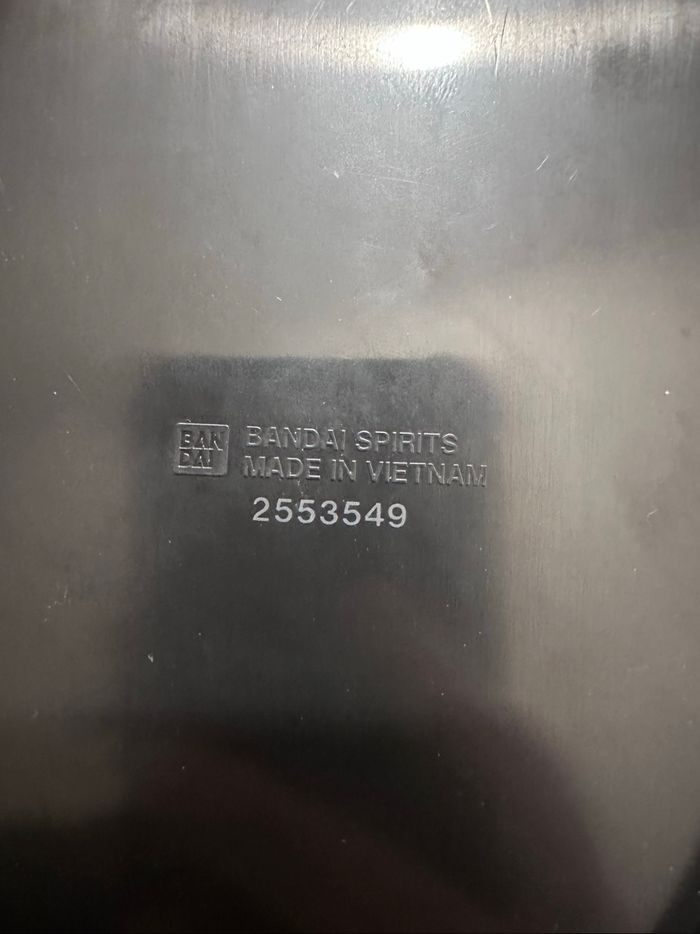 BAN
DAI
BANDAI SPIRITS
MADE IN VIETNAM
2553549